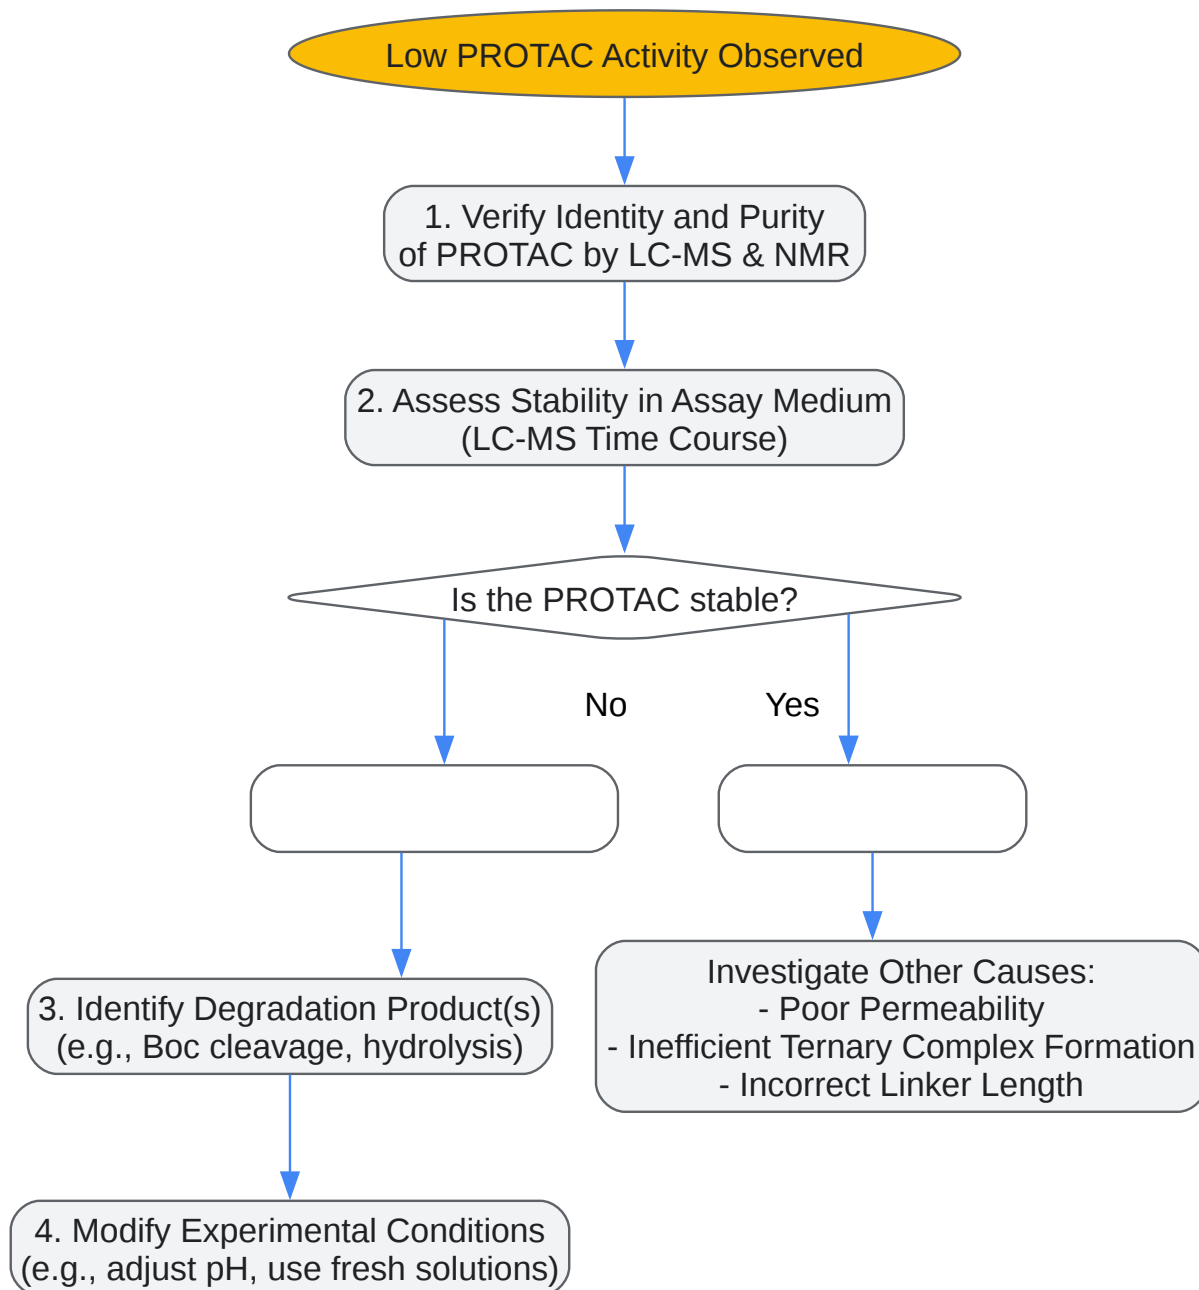 Low PROTAC Activity Observed
1. Verify Identity and Purity
of PROTAC by LC-MS & NMR
2. Assess Stability in Assay Medium
(LC-MS Time Course)
Is the PROTAC stable?
No
Yes
3. Identify Degradation Product(s)
(e.g., Boc cleavage, hydrolysis)
Investigate Other Causes:
- Poor Permeability
- Inefficient Ternary Complex Formation
- Incorrect Linker Length
4. Modify Experimental Conditions
(e.g., adjust pH, use fresh solutions)